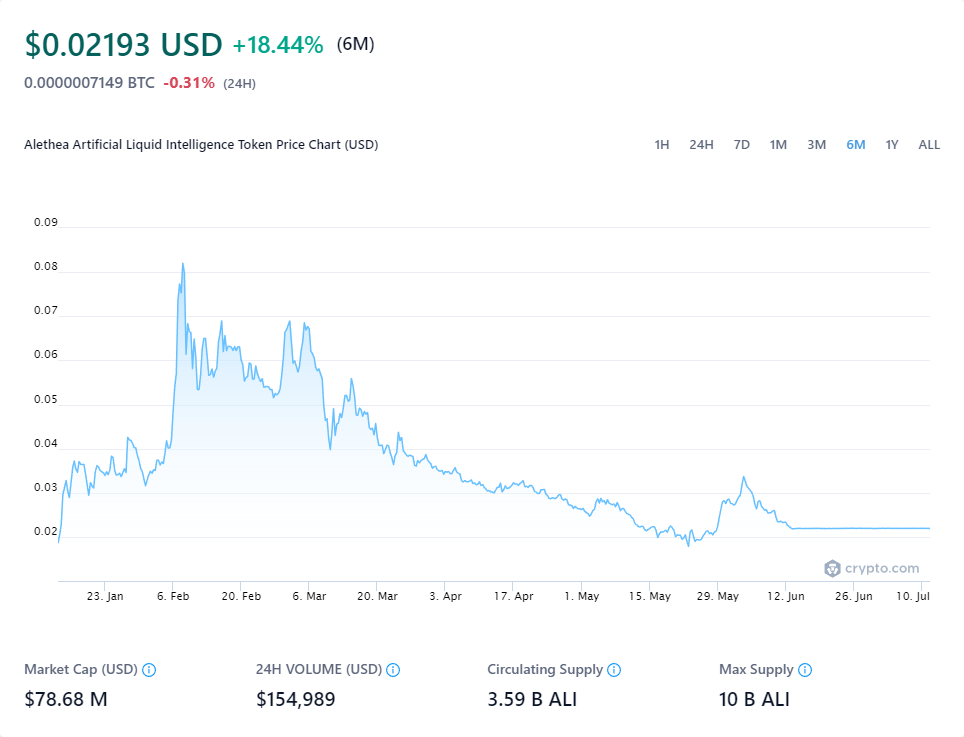 $0.02193 USD +18.44% (6M)
0.0000007149 BTC -0.31% (24H)
Alethea Artificial Liquid Intelligence Token Price Chart (USD)
1H 24H 7D 1M 3M 6M 1Y ALL
0.09
0.08
0.07
0.06
0.05
0.04
0.03
0.02
crypto.com
23. Jan 6. Feb 20. Feb 6. Mar 20. Mar 3. Apr 17. Apr 1. May 15. May 29. May 12. Jun 26. Jun 10. Jul
Market Cap (USD) 24H VOLUME (USD) Circulating Supply Max Supply
$78.68 M $154,989 3.59 B ALI 10 B ALI